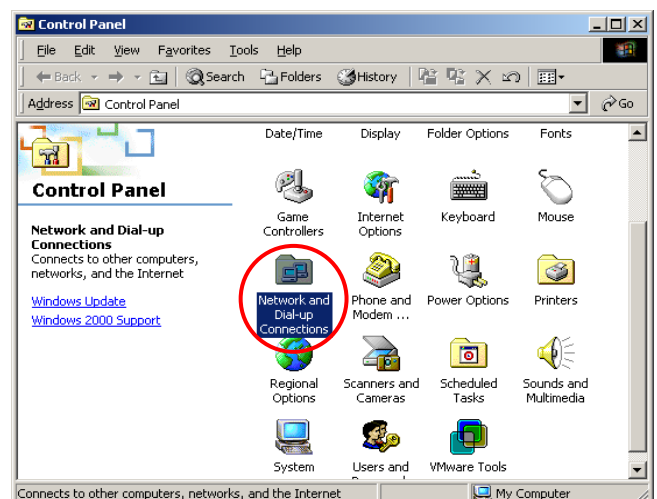 Control Panel
File Edit View Favorites Tools Help
Back Search Folders History
Address Control Panel Go
Control Panel
Network and Dial-up
Connections
Connects to other computers,
networks, and the Internet
Windows Update
Windows 2000 Support
Date/Time Display Folder Options Fonts
Game
Controllers
Internet
Options
Keyboard
Mouse
Network and
Dial-up
Connections
Phone and
Modem ...
Power Options
Printers
Regional
Options
Scanners and
Cameras
Scheduled
Tasks
Sounds and
Multimedia
System
Users and
VMware Tools
Connects to other computers, networks, and the Internet
My Computer